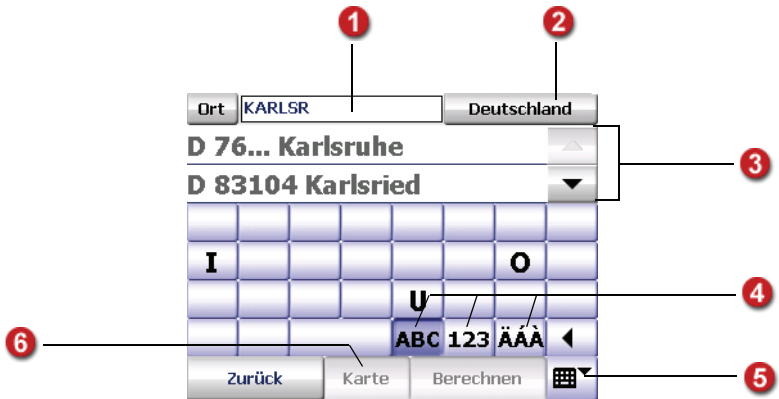 1 2
Ort KARLSR Deutschland
D 76... Karlsruhe
3
D 83104 Karlsried
I O
U 4
ABC 123 ÄÁÀ
6
Zurück Karte Berechnen 5